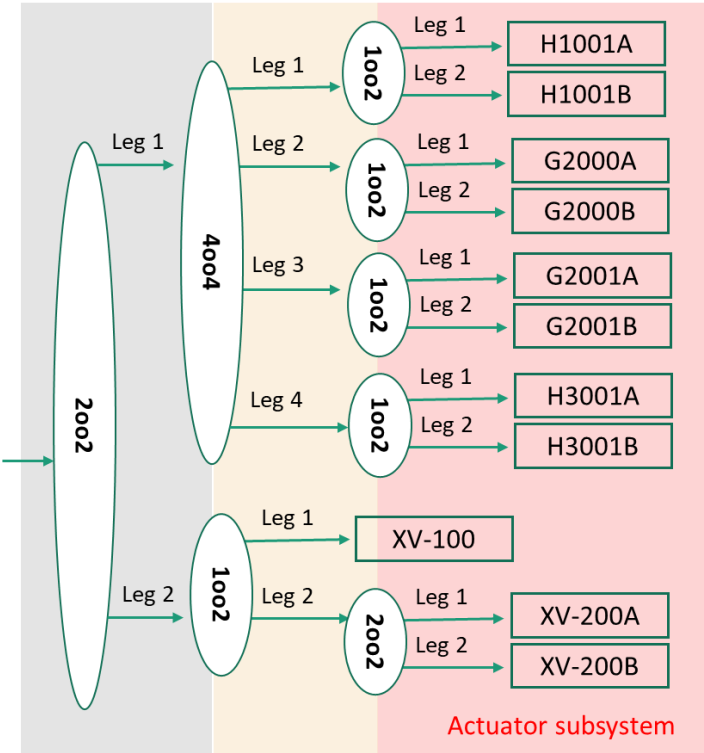 Leg 1
H1001A
1oo2
Leg 1
Leg 2
H1001B
Leg 1
Leg 1
G2000A
Leg 2
1oo2
Leg 2
G2000B
4oo4
Leg 1
G2001A
Leg 3
1oo2
Leg 2
G2001B
2oo2
Leg 1
H3001A
Leg 4
1oo2
Leg 2
H3001B
Leg 1
XV-100
1oo2
Leg 2
Leg 2
2oo2
Leg 1
XV-200A
Leg 2
XV-200B
Actuator subsystem